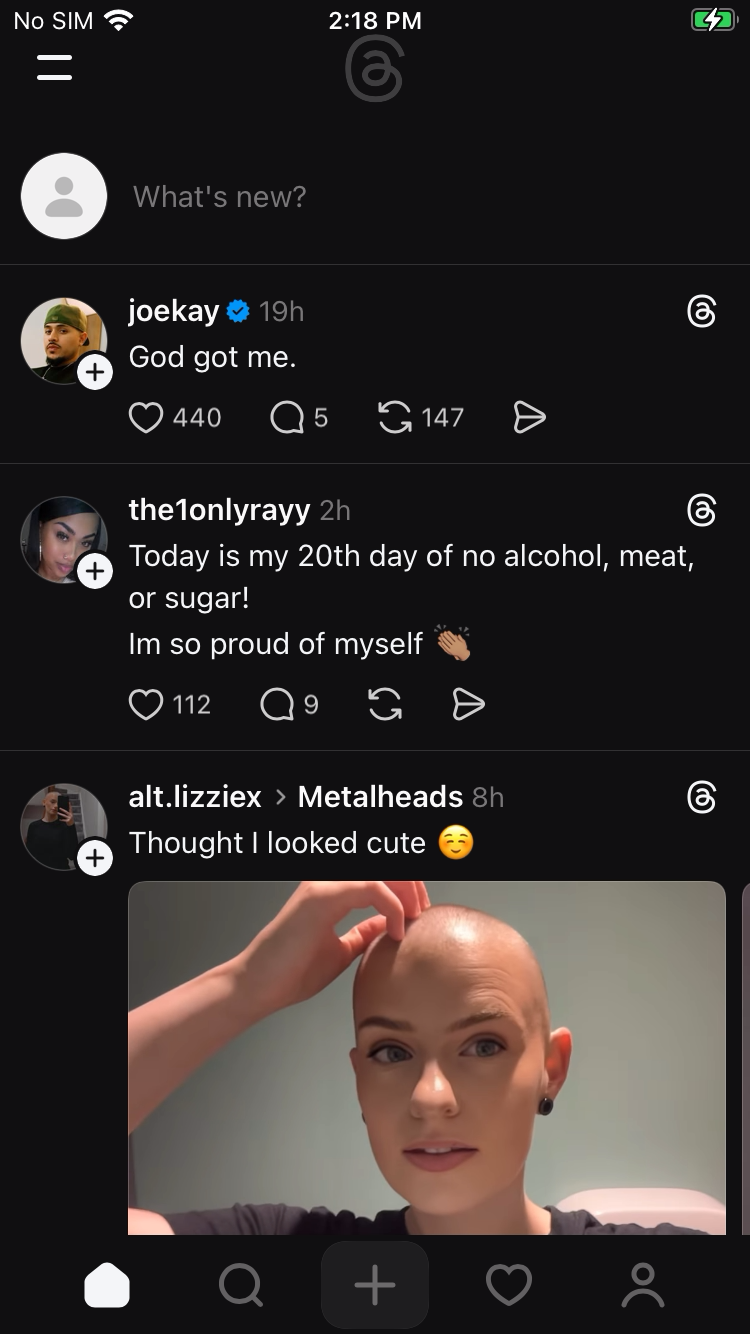 No SIM 2:18 PM
What's new?
joekay 19h
God got me.
440 5 147
the1onlyrayy 2h
Today is my 20th day of no alcohol, meat,
or sugar!
Im so proud of myself 👏🏽
112 9
alt.lizziex > Metalheads 8h
Thought I looked cute ☺️